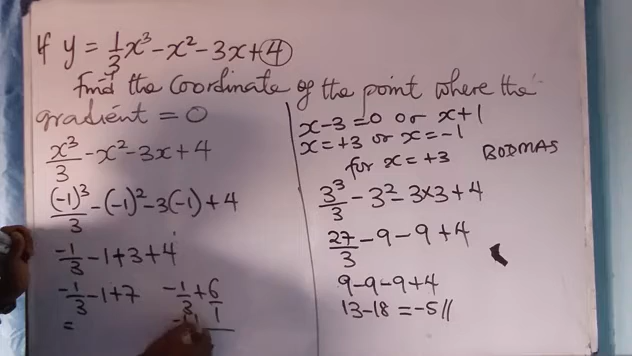 If y = 1/3 x³ - x² - 3x + 4
find the coordinate of the point where the
gradient = 0
x³/3 - x² - 3x + 4
(-1)³/3 - (-1)² - 3(-1) + 4
-1/3 - 1 + 3 + 4
-1/3 - 1 + 7   -1/3 + 6/1
=
x - 3 = 0 or x + 1
x = +3 or x = -1
for x = +3   BODMAS
3³/3 - 3² - 3×3 + 4
27/3 - 9 - 9 + 4
9 - 9 - 9 + 4
13 - 18 = -5//